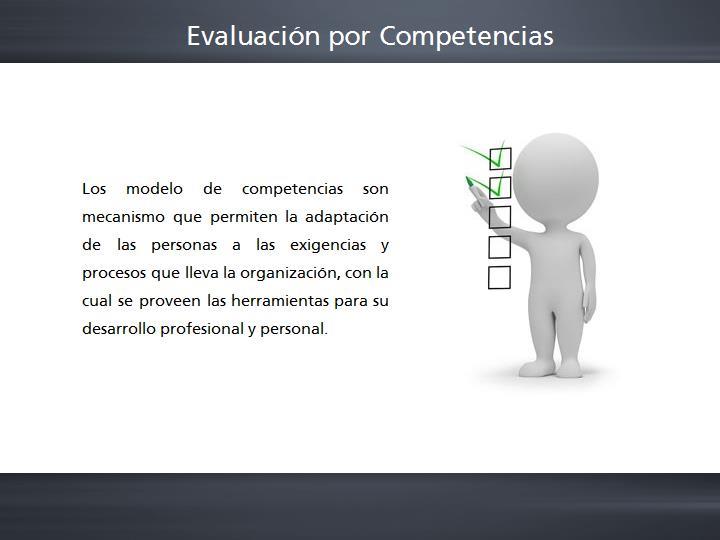 Evaluación por Competencias
Los modelo de competencias son
mecanismo que permiten la adaptación
de las personas a las exigencias y
procesos que lleva la organización, con la
cual se proveen las herramientas para su
desarrollo profesional y personal.